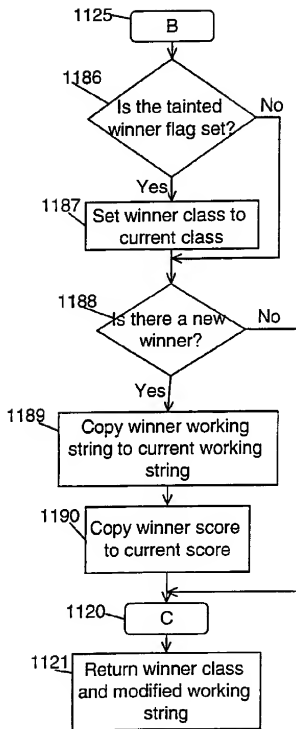 1125
B
1186
Is the tainted
winner flag set?
No
Yes
1187
Set winner class to
current class
1188
Is there a new
winner?
No
Yes
1189
Copy winner working
string to current working
string
1190
Copy winner score
to current score
1120
C
1121
Return winner class
and modified working
string